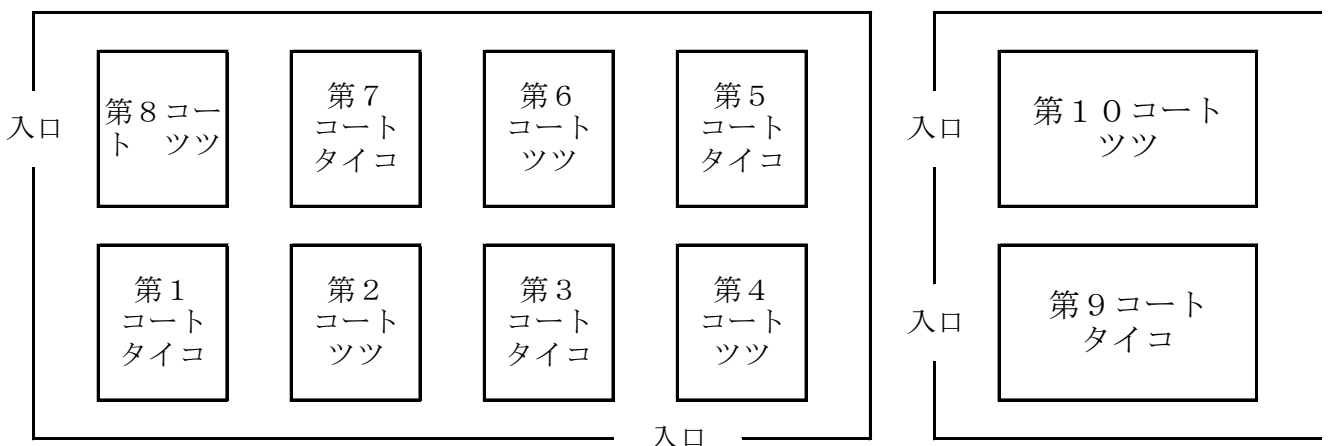 入口
第８コー
ト　ツツ
第７
コート
タイコ
第６
コート
ツツ
第５
コート
タイコ
第１
コート
タイコ
第２
コート
ツツ
第３
コート
タイコ
第４
コート
ツツ
入口
入口
第１０コート
ツツ
入口
第９コート
タイコ